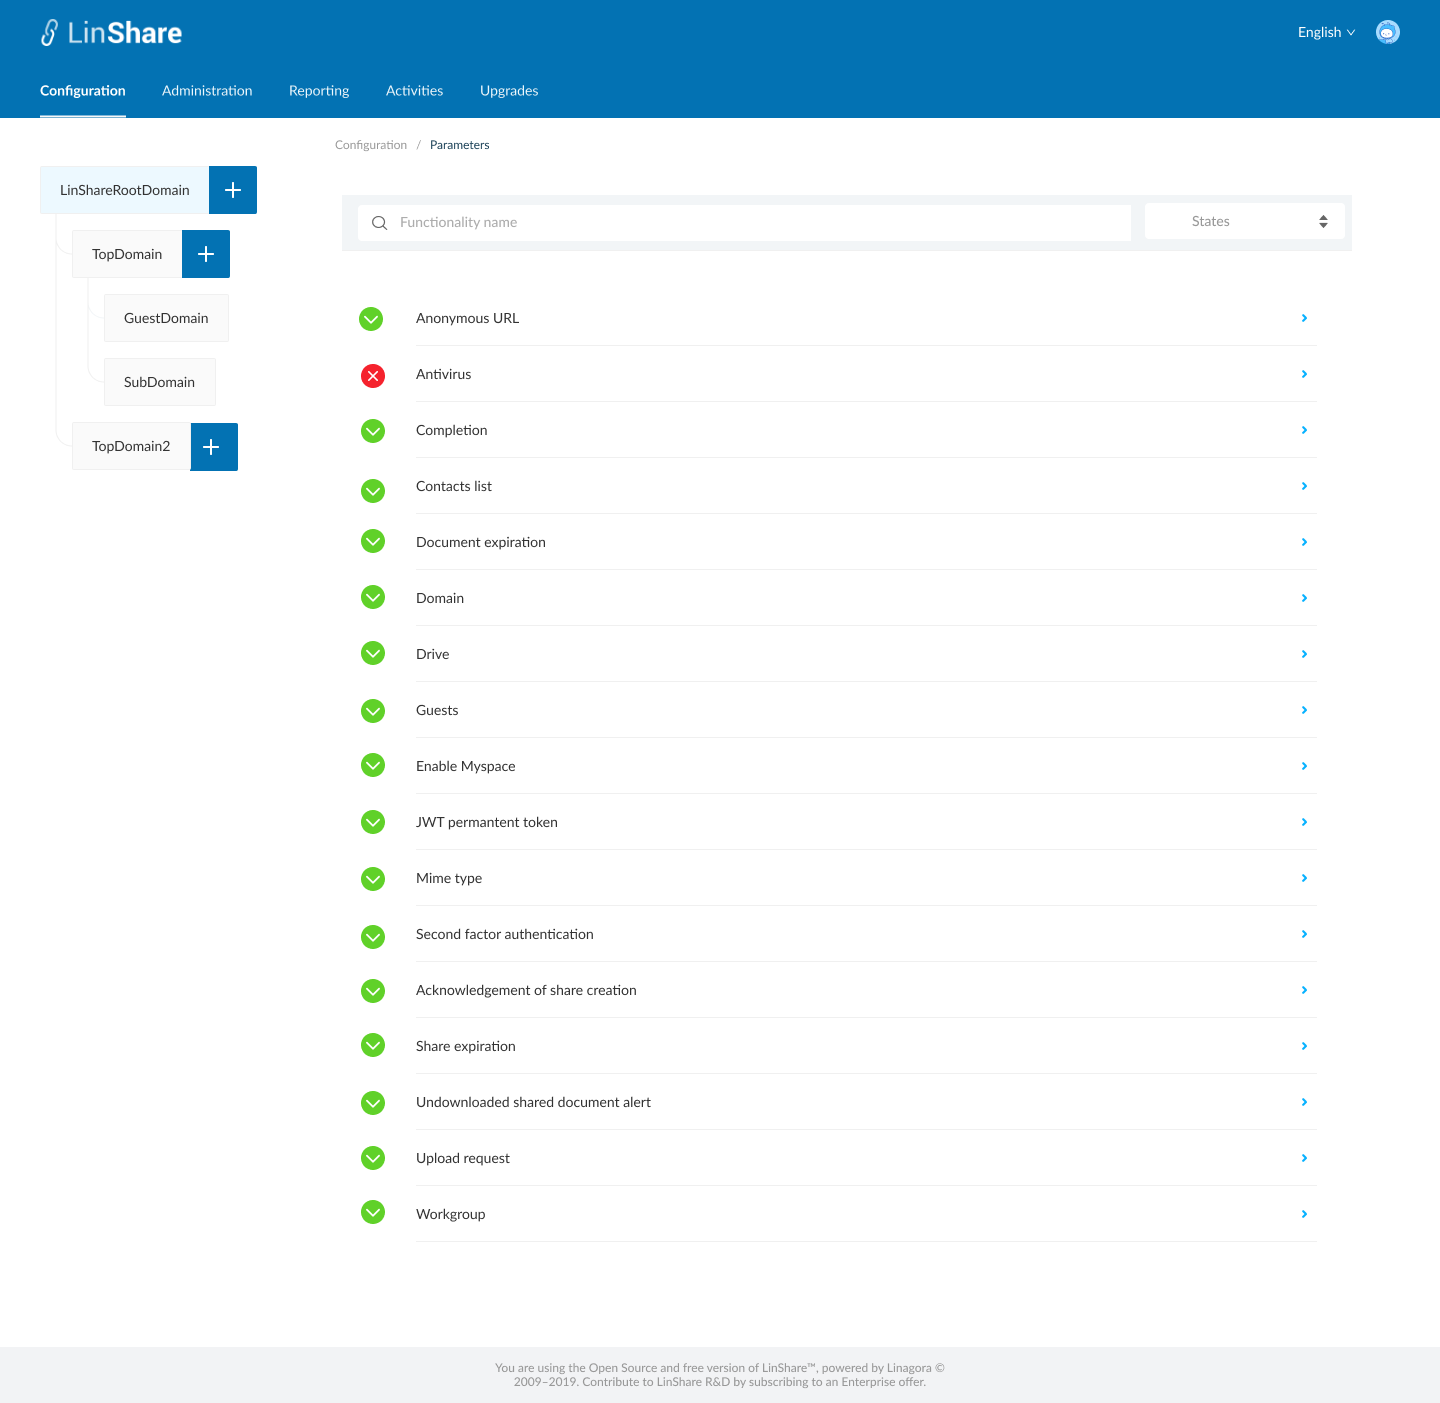 LinShare
English
Configuration
Administration
Reporting
Activities
Upgrades
Configuration / Parameters
LinShareRootDomain
TopDomain
GuestDomain
SubDomain
TopDomain2
Functionality name
States
Anonymous URL
Antivirus
Completion
Contacts list
Document expiration
Domain
Drive
Guests
Enable Myspace
JWT permantent token
Mime type
Second factor authentication
Acknowledgement of share creation
Share expiration
Undownloaded shared document alert
Upload request
Workgroup
You are using the Open Source and free version of LinShare™, powered by Linagora ©
2009–2019. Contribute to LinShare R&D by subscribing to an Enterprise offer.